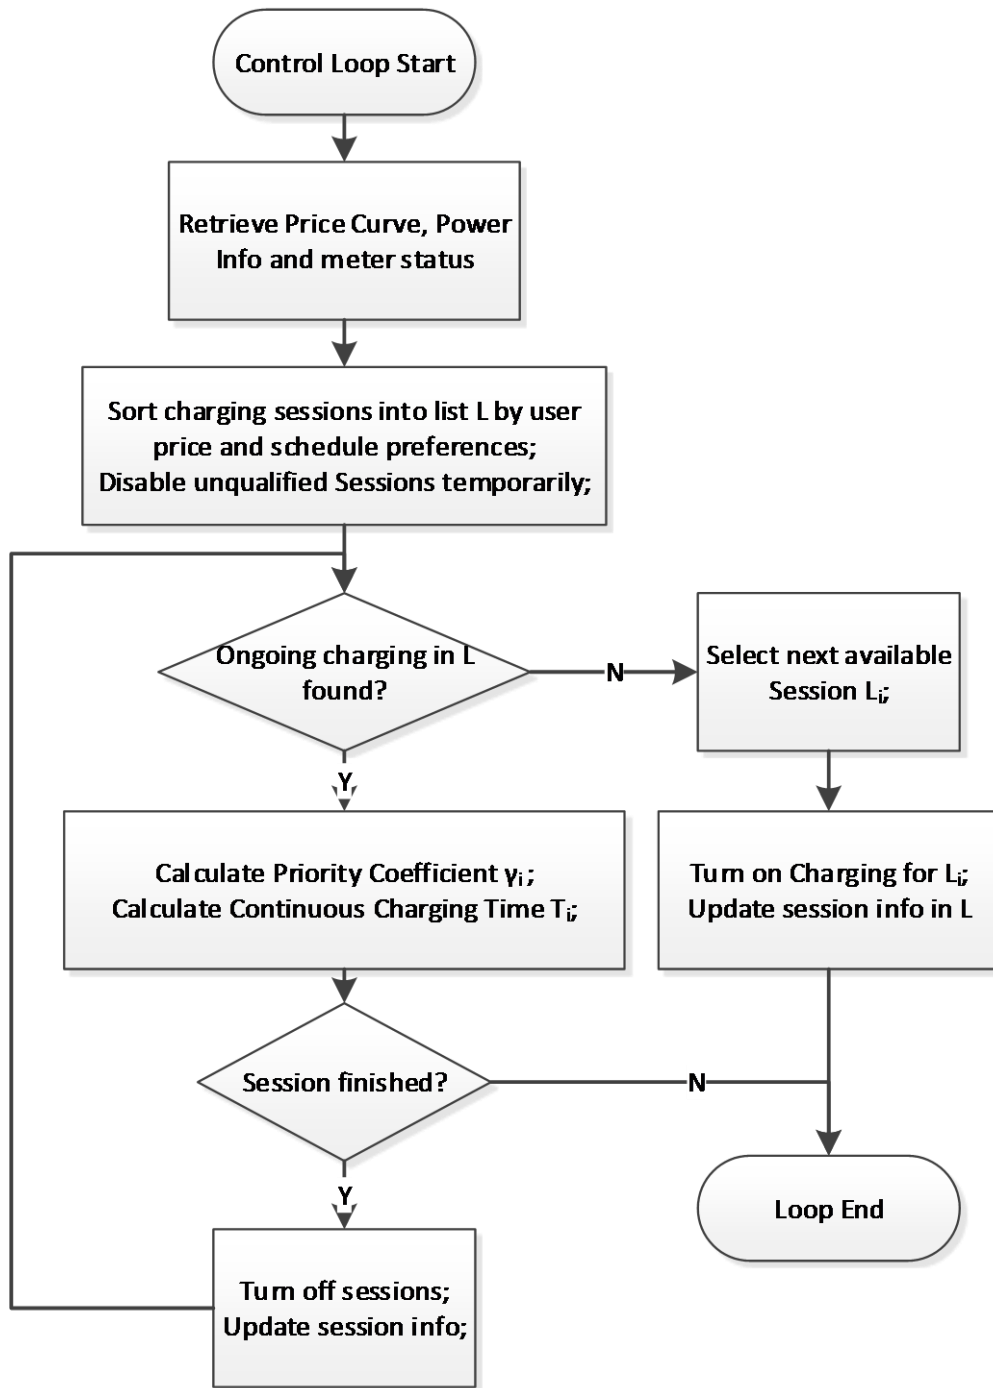 Control Loop Start
Retrieve Price Curve, Power
Info and meter status
Sort charging sessions into list L by user
price and schedule preferences;
Disable unqualified Sessions temporarily;
Ongoing charging in L
found?
N
Select next available
Session Lᵢ;
Y
Calculate Priority Coefficient γᵢ ;
Calculate Continuous Charging Time Tᵢ;
Turn on Charging for Lᵢ;
Update session info in L
Session finished?
N
Y
Loop End
Turn off sessions;
Update session info;